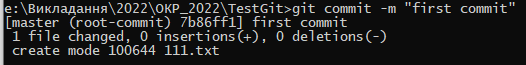 e:\Викладання\2022\ОКР_2022\TestGit>git commit -m "first commit"
[master (root-commit) 7b86ff1] first commit
 1 file changed, 0 insertions(+), 0 deletions(-)
 create mode 100644 111.txt